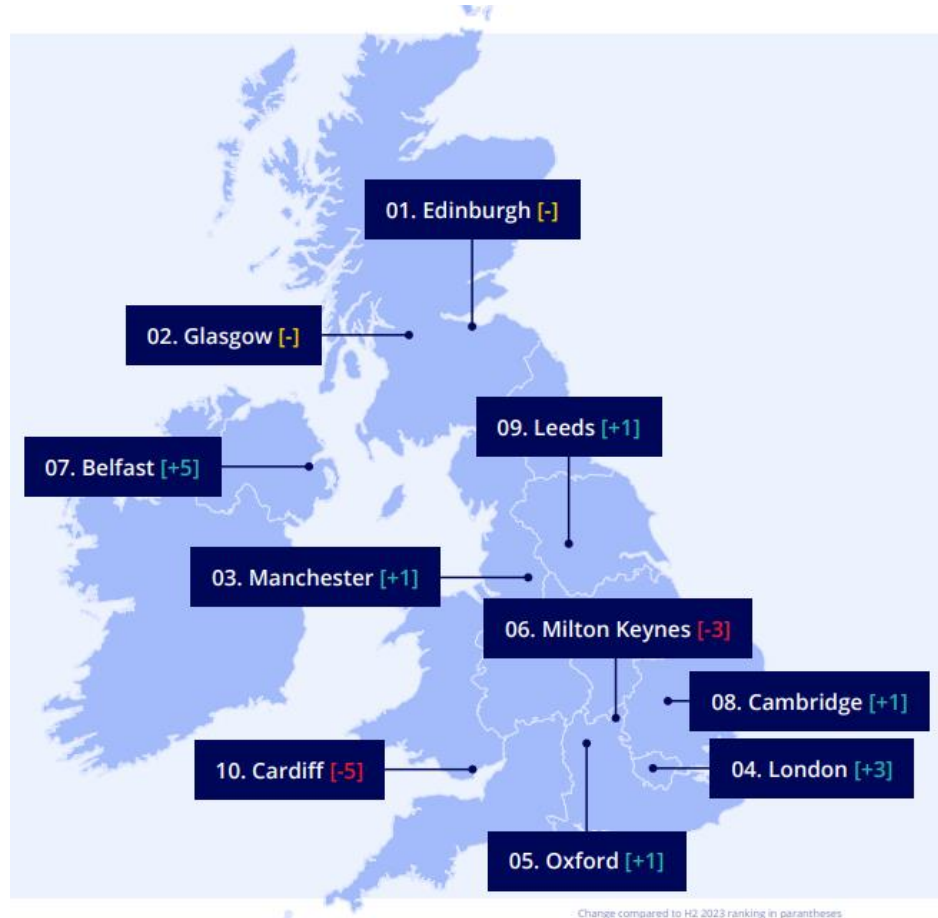 01. Edinburgh [-]
02. Glasgow [-]
09. Leeds [+1]
07. Belfast [+5]
03. Manchester [+1]
06. Milton Keynes [-3]
08. Cambridge [+1]
10. Cardiff [-5]
04. London [+3]
05. Oxford [+1]
Change compared to H2 2023 ranking in parantheses